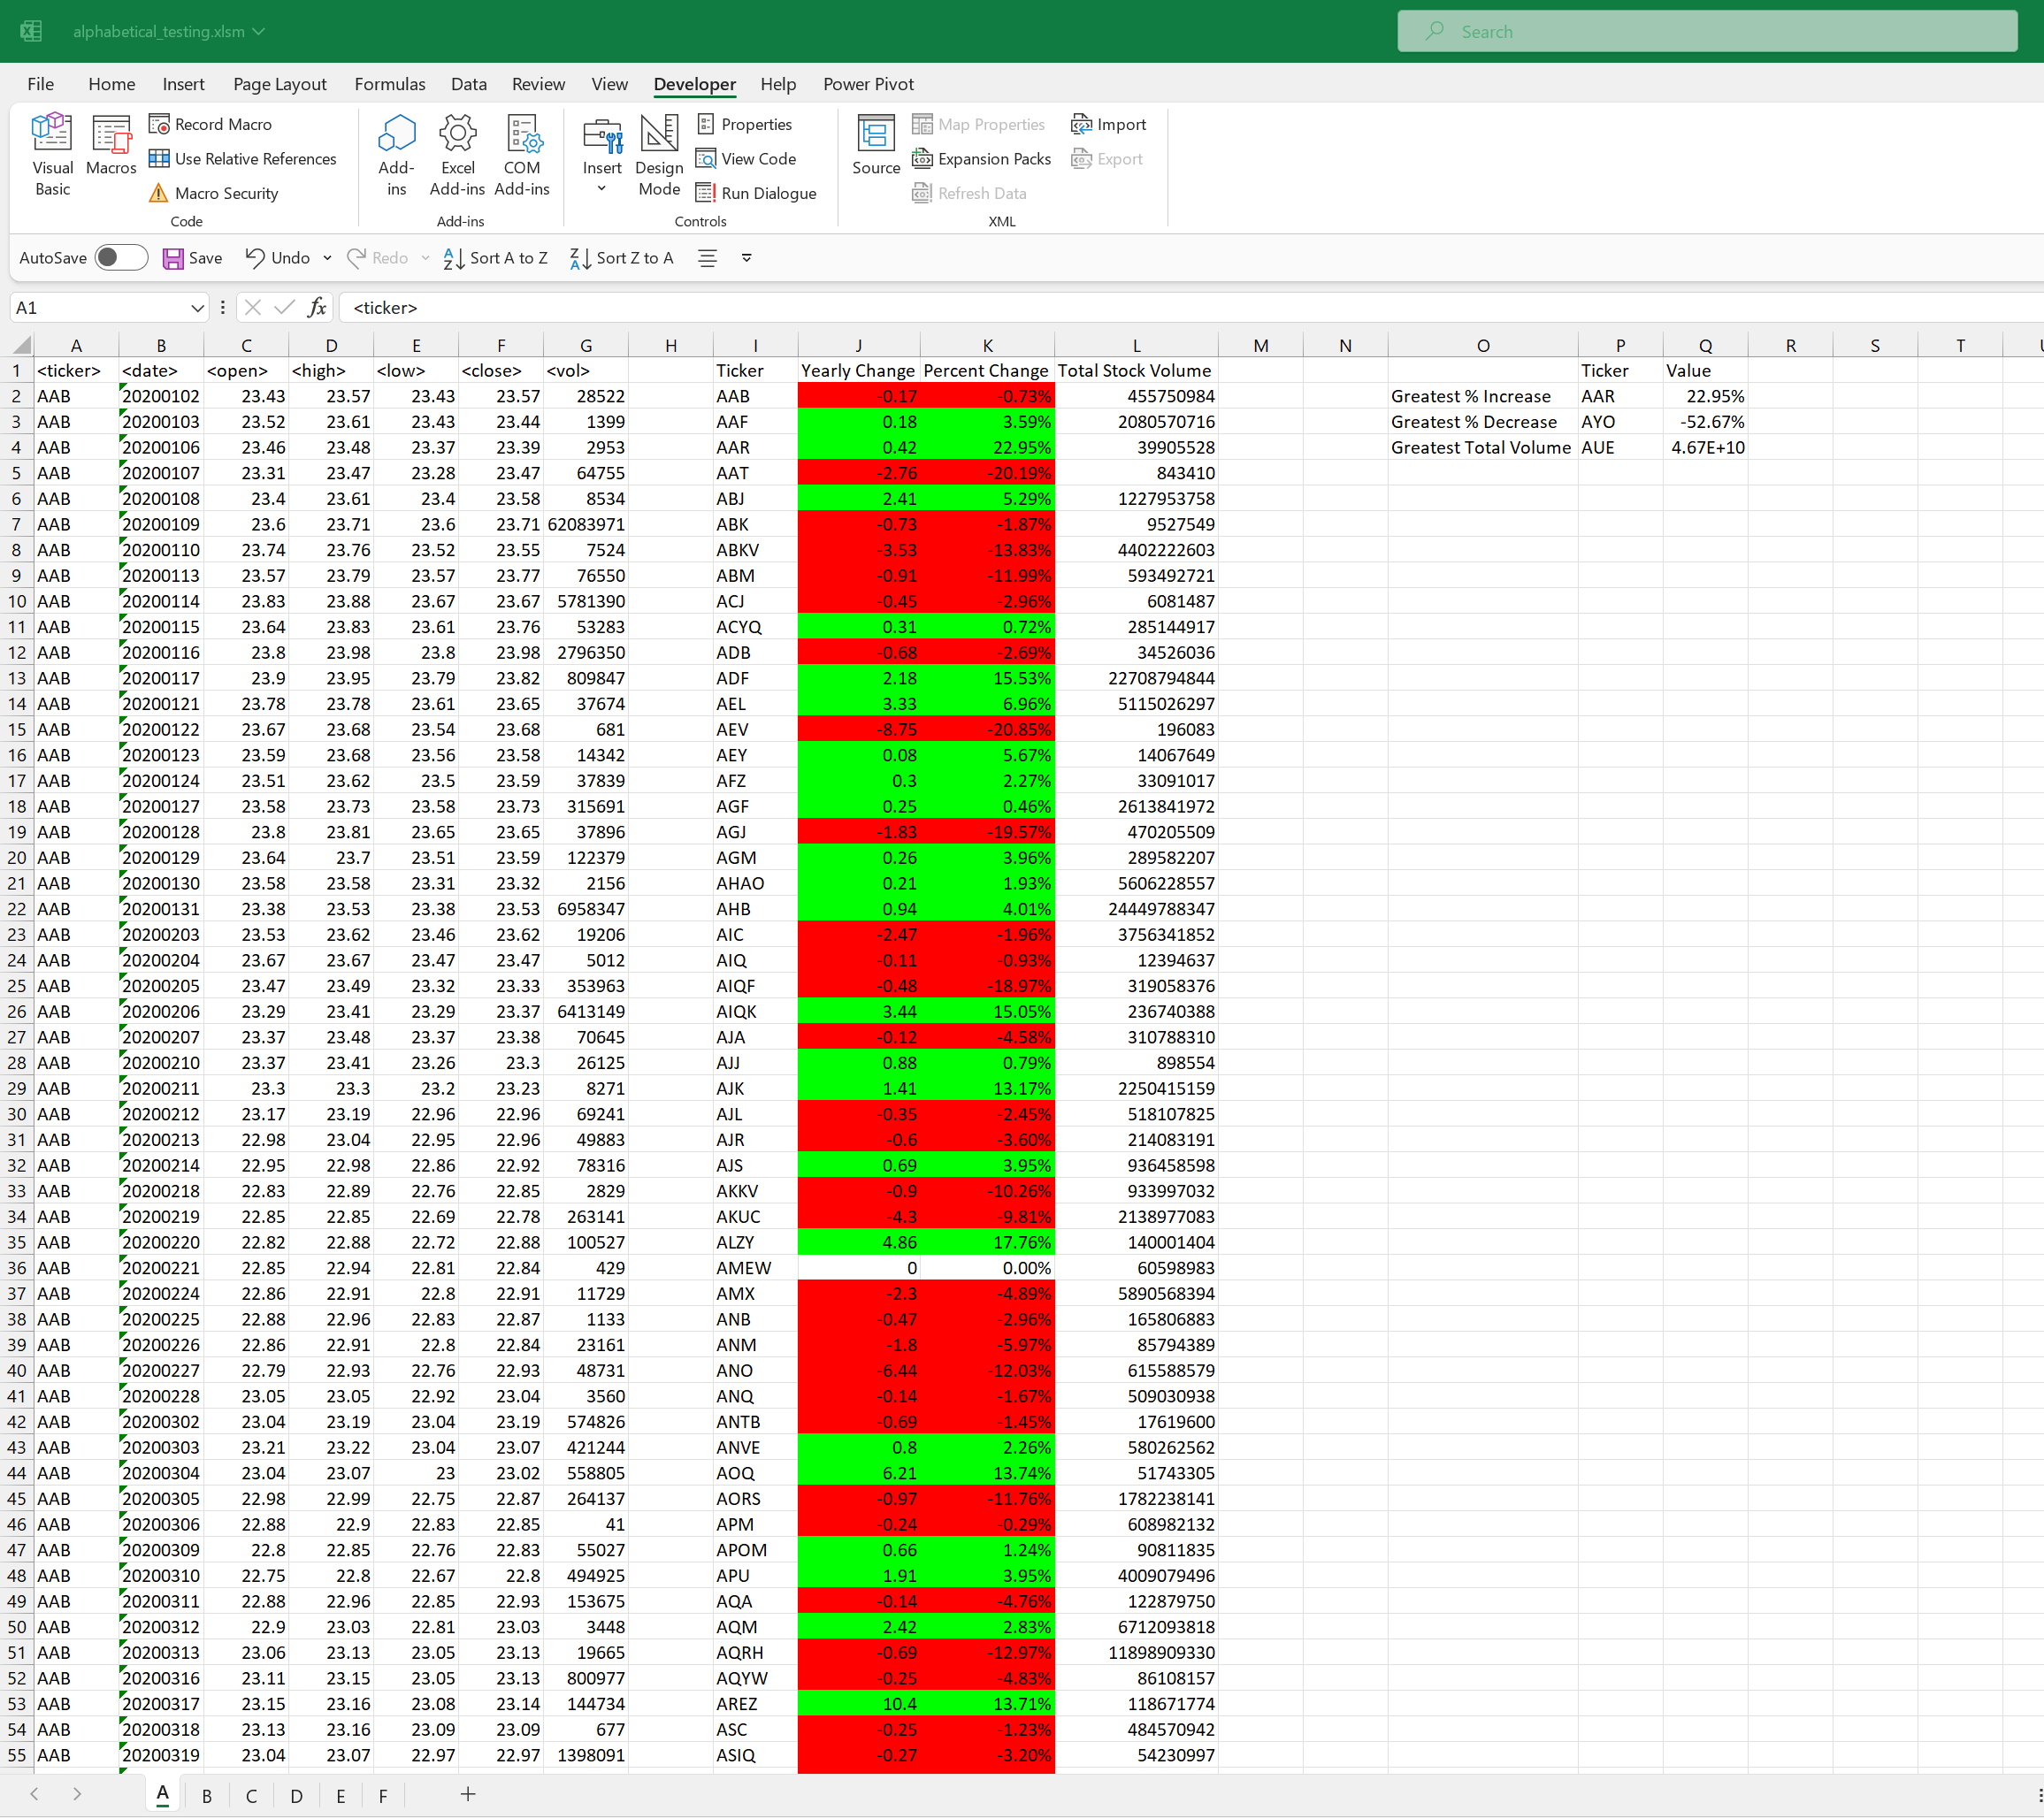 alphabetical_testing.xlsm
Search
File Home Insert Page Layout Formulas Data Review View Developer Help Power Pivot
Visual Basic
Macros
Record Macro
Use Relative References
Macro Security
Code
Add-ins
Excel Add-ins
COM Add-ins
Add-ins
Insert
Design Mode
Properties
View Code
Run Dialogue
Controls
Source
Map Properties
Expansion Packs
Refresh Data
Import
Export
XML
AutoSave Save Undo Redo Sort A to Z Sort Z to A
A1 fx <ticker>
A B C D E F G H I J K L M N O P Q R S T
1 <ticker> <date> <open> <high> <low> <close> <vol> Ticker Yearly Change Percent Change Total Stock Volume Ticker Value
2 AAB 20200102 23.43 23.57 23.43 23.57 28522 AAB -0.17 -0.73% 455750984 Greatest % Increase AAR 22.95%
3 AAB 20200103 23.52 23.61 23.43 23.44 1399 AAF 0.18 3.59% 2080570716 Greatest % Decrease AYO -52.67%
4 AAB 20200106 23.46 23.48 23.37 23.39 2953 AAR 0.42 22.95% 39905528 Greatest Total Volume AUE 4.67E+10
5 AAB 20200107 23.31 23.47 23.28 23.47 64755 AAT -2.76 -20.19% 843410
6 AAB 20200108 23.4 23.61 23.4 23.58 8534 ABJ 2.41 5.29% 1227953758
7 AAB 20200109 23.6 23.71 23.6 23.71 62083971 ABK -0.73 -1.87% 9527549
8 AAB 20200110 23.74 23.76 23.52 23.55 7524 ABKV -3.53 -13.83% 4402222603
9 AAB 20200113 23.57 23.79 23.57 23.77 76550 ABM -0.91 -11.99% 593492721
10 AAB 20200114 23.83 23.88 23.67 23.67 5781390 ACJ -0.45 -2.96% 6081487
11 AAB 20200115 23.64 23.83 23.61 23.76 53283 ACYQ 0.31 0.72% 285144917
12 AAB 20200116 23.8 23.98 23.8 23.98 2796350 ADB -0.68 -2.69% 34526036
13 AAB 20200117 23.9 23.95 23.79 23.82 809847 ADF 2.18 15.53% 22708794844
14 AAB 20200121 23.78 23.78 23.61 23.65 37674 AEL 3.33 6.96% 5115026297
15 AAB 20200122 23.67 23.68 23.54 23.68 681 AEV -8.75 -20.85% 196083
16 AAB 20200123 23.59 23.68 23.56 23.58 14342 AEY 0.08 5.67% 14067649
17 AAB 20200124 23.51 23.62 23.5 23.59 37839 AFZ 0.3 2.27% 33091017
18 AAB 20200127 23.58 23.73 23.58 23.73 315691 AGF 0.25 0.46% 2613841972
19 AAB 20200128 23.8 23.81 23.65 23.65 37896 AGJ -1.83 -19.57% 470205509
20 AAB 20200129 23.64 23.7 23.51 23.59 122379 AGM 0.26 3.96% 289582207
21 AAB 20200130 23.58 23.58 23.31 23.32 2156 AHAO 0.21 1.93% 5606228557
22 AAB 20200131 23.38 23.53 23.38 23.53 6958347 AHB 0.94 4.01% 24449788347
23 AAB 20200203 23.53 23.62 23.46 23.62 19206 AIC -2.47 -1.96% 3756341852
24 AAB 20200204 23.67 23.67 23.47 23.47 5012 AIQ -0.11 -0.93% 12394637
25 AAB 20200205 23.47 23.49 23.32 23.33 353963 AIQF -0.48 -18.97% 319058376
26 AAB 20200206 23.29 23.41 23.29 23.37 6413149 AIQK 3.44 15.05% 236740388
27 AAB 20200207 23.37 23.48 23.37 23.38 70645 AJA -0.12 -4.58% 310788310
28 AAB 20200210 23.37 23.41 23.26 23.3 26125 AJJ 0.88 0.79% 898554
29 AAB 20200211 23.3 23.3 23.2 23.23 8271 AJK 1.41 13.17% 2250415159
30 AAB 20200212 23.17 23.19 22.96 22.96 69241 AJL -0.35 -2.45% 518107825
31 AAB 20200213 22.98 23.04 22.95 22.96 49883 AJR -0.6 -3.60% 214083191
32 AAB 20200214 22.95 22.98 22.86 22.92 78316 AJS 0.69 3.95% 936458598
33 AAB 20200218 22.83 22.89 22.76 22.85 2829 AKKV -0.9 -10.26% 933997032
34 AAB 20200219 22.85 22.85 22.69 22.78 263141 AKUC -4.3 -9.81% 2138977083
35 AAB 20200220 22.82 22.88 22.72 22.88 100527 ALZY 4.86 17.76% 140001404
36 AAB 20200221 22.85 22.94 22.81 22.84 429 AMEW 0 0.00% 60598983
37 AAB 20200224 22.86 22.91 22.8 22.91 11729 AMX -2.3 -4.89% 5890568394
38 AAB 20200225 22.88 22.96 22.83 22.87 1133 ANB -0.47 -2.96% 165806883
39 AAB 20200226 22.86 22.91 22.8 22.84 23161 ANM -1.8 -5.97% 85794389
40 AAB 20200227 22.79 22.93 22.76 22.93 48731 ANO -6.44 -12.03% 615588579
41 AAB 20200228 23.05 23.05 22.92 23.04 3560 ANQ -0.14 -1.67% 509030938
42 AAB 20200302 23.04 23.19 23.04 23.19 574826 ANTB -0.69 -1.45% 17619600
43 AAB 20200303 23.21 23.22 23.04 23.07 421244 ANVE 0.8 2.26% 580262562
44 AAB 20200304 23.04 23.07 23 23.02 558805 AOQ 6.21 13.74% 51743305
45 AAB 20200305 22.98 22.99 22.75 22.87 264137 AORS -0.97 -11.76% 1782238141
46 AAB 20200306 22.88 22.9 22.83 22.85 41 APM -0.24 -0.29% 608982132
47 AAB 20200309 22.8 22.85 22.76 22.83 55027 APOM 0.66 1.24% 90811835
48 AAB 20200310 22.75 22.8 22.67 22.8 494925 APU 1.91 3.95% 4009079496
49 AAB 20200311 22.88 22.96 22.85 22.93 153675 AQA -0.14 -4.76% 122879750
50 AAB 20200312 22.9 23.03 22.81 23.03 3448 AQM 2.42 2.83% 6712093818
51 AAB 20200313 23.06 23.13 23.05 23.13 19665 AQRH -0.69 -12.97% 11898909330
52 AAB 20200316 23.11 23.15 23.05 23.13 800977 AQYW -0.25 -4.83% 86108157
53 AAB 20200317 23.15 23.16 23.08 23.14 144734 AREZ 10.4 13.71% 118671774
54 AAB 20200318 23.13 23.16 23.09 23.09 677 ASC -0.25 -1.23% 484570942
55 AAB 20200319 23.04 23.07 22.97 22.97 1398091 ASIQ -0.27 -3.20% 54230997
A B C D E F +